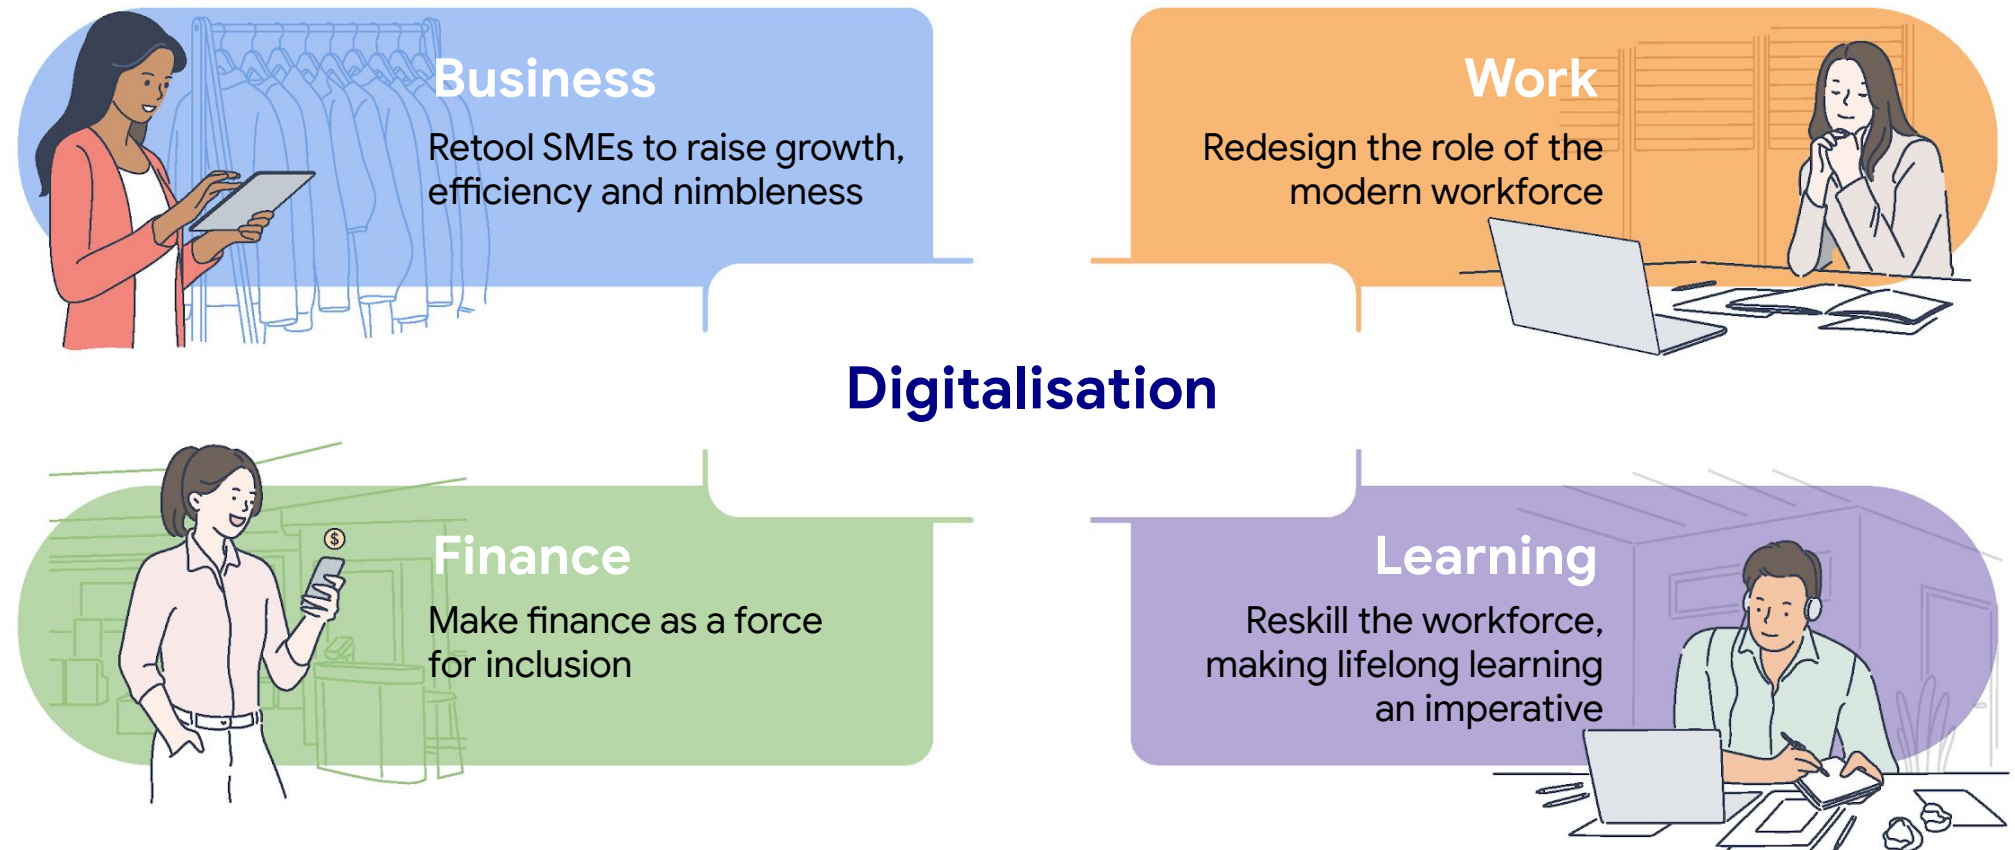 Business
Retool SMEs to raise growth,
efficiency and nimbleness
Work
Redesign the role of the
modern workforce
Digitalisation
$
Finance
Make finance as a force
for inclusion
Learning
Reskill the workforce,
making lifelong learning
an imperative